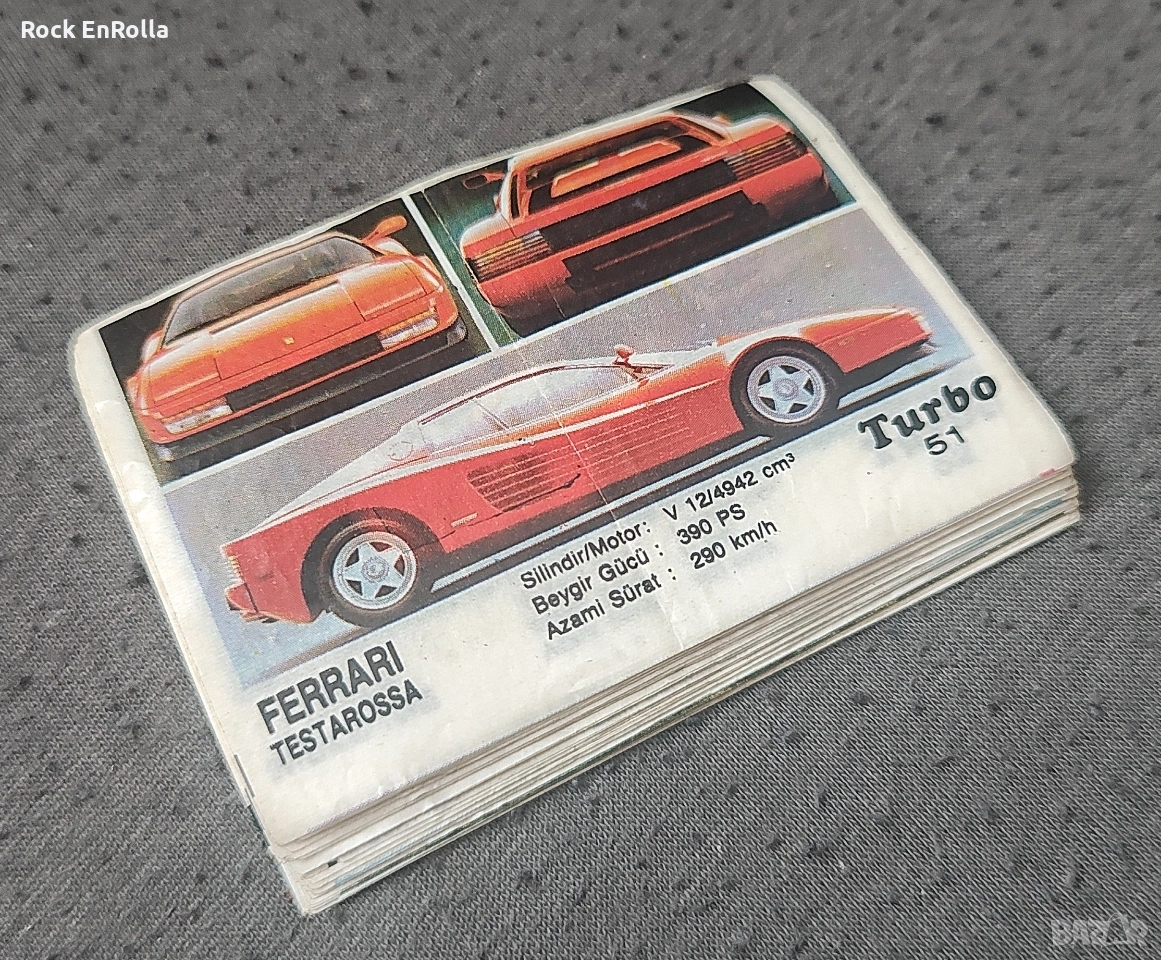 Rock EnRolla
Turbo
51
Silindir/Motor: V 12/4942 cm³
Beygir Gücü : 390 PS
Azami Sürat : 290 km/h
FERRARI
TESTAROSSA
BAZAR